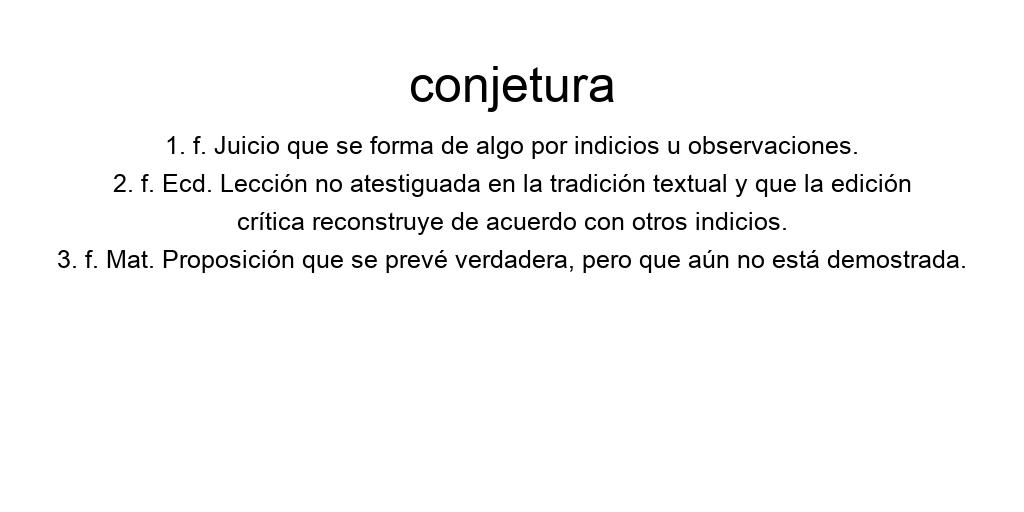 conjetura
1. f. Juicio que se forma de algo por indicios u observaciones.
2. f. Ecd. Lección no atestiguada en la tradición textual y que la edición
crítica reconstruye de acuerdo con otros indicios.
3. f. Mat. Proposición que se prevé verdadera, pero que aún no está demostrada.